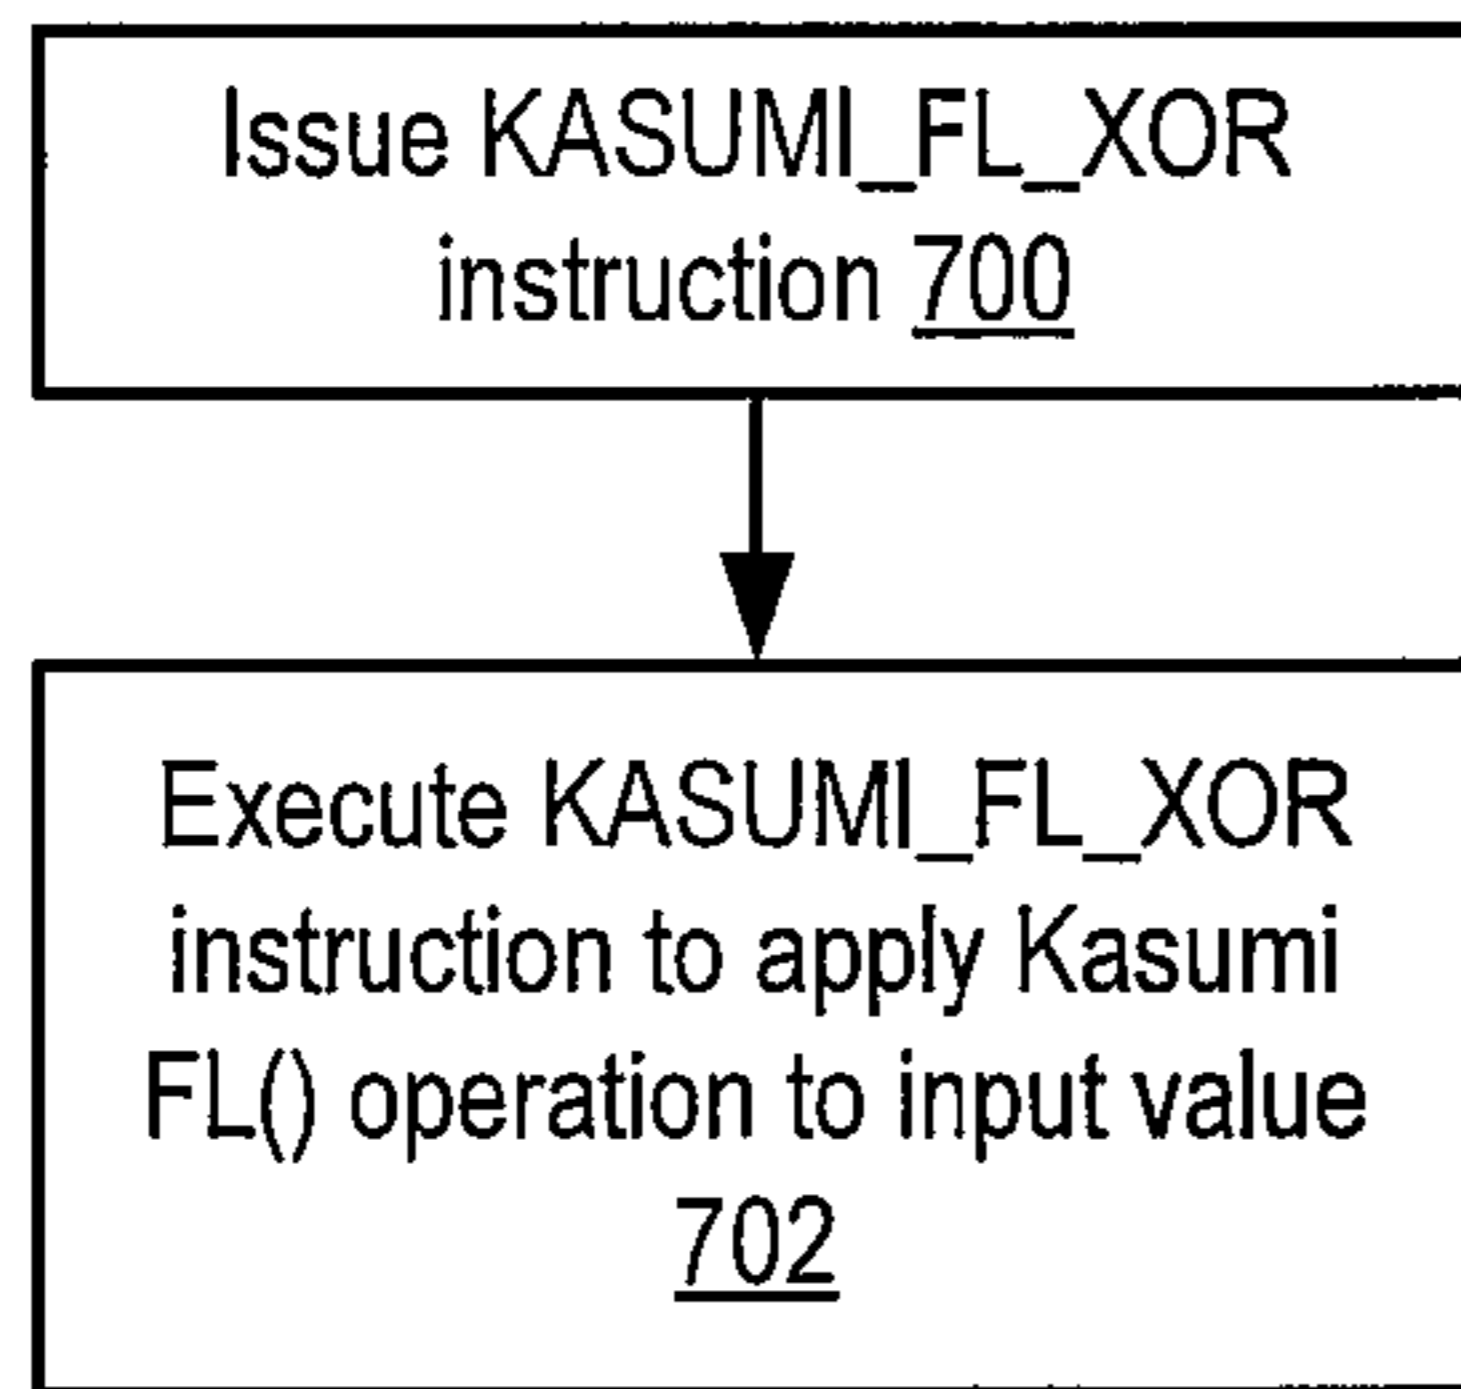 Issue KASUMI_FL_XOR
instruction 700
Execute KASUMI_FL_XOR
instruction to apply Kasumi
FL() operation to input value
702